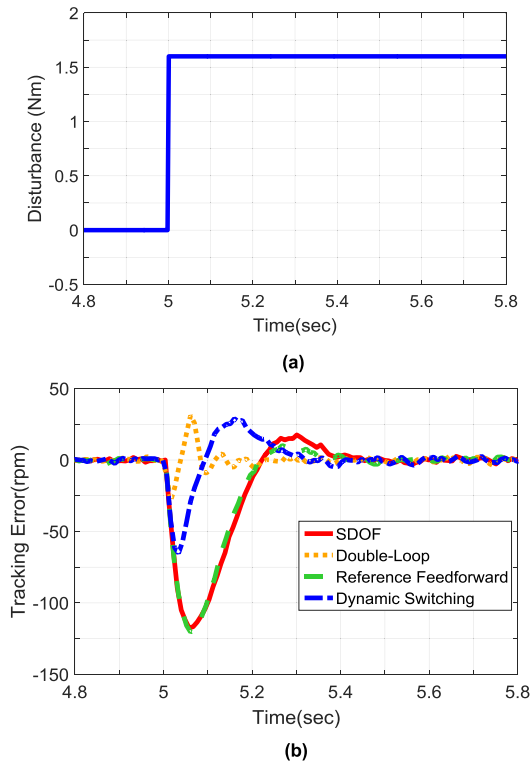 2
1.5
1
0.5
0
-0.5
Disturbance (Nm)
4.8 5 5.2 5.4 5.6 5.8
Time(sec)
(a)
50
0
-50
-100
-150
Tracking Error(rpm)
SDOF
Double-Loop
Reference Feedforward
Dynamic Switching
4.8 5 5.2 5.4 5.6 5.8
Time(sec)
(b)